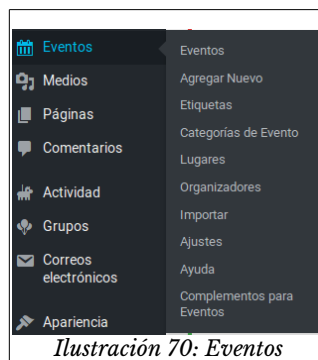 Eventos
Medios
Páginas
Comentarios
Actividad
Grupos
Correos
electrónicos
Apariencia
Eventos
Agregar Nuevo
Etiquetas
Categorías de Evento
Lugares
Organizadores
Importar
Ajustes
Ayuda
Complementos para
Eventos
Ilustración 70: Eventos